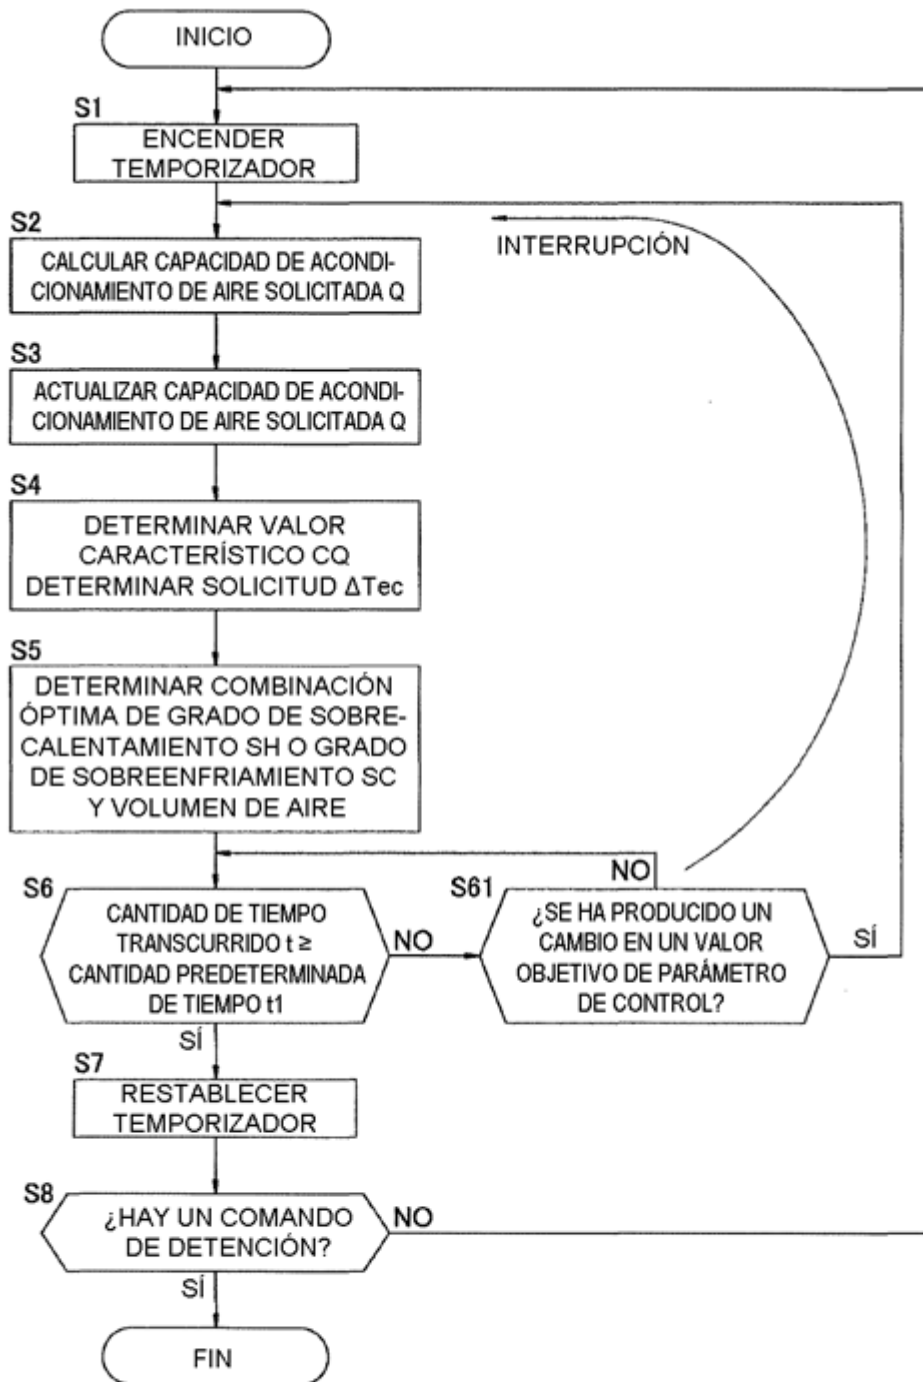 INICIO
S1
ENCENDER
TEMPORIZADOR
S2
INTERRUPCIÓN
CALCULAR CAPACIDAD DE ACONDI-
CIONAMIENTO DE AIRE SOLICITADA Q
S3
ACTUALIZAR CAPACIDAD DE ACONDI-
CIONAMIENTO DE AIRE SOLICITADA Q
S4
DETERMINAR VALOR
CARACTERÍSTICO CQ
DETERMINAR SOLICITUD ΔTec
S5
DETERMINAR COMBINACIÓN
ÓPTIMA DE GRADO DE SOBRE-
CALENTAMIENTO SH O GRADO
DE SOBREENFRIAMIENTO SC
Y VOLUMEN DE AIRE
S6
CANTIDAD DE TIEMPO
TRANSCURRIDO t ≥
CANTIDAD PREDETERMINADA
DE TIEMPO t1
NO
SÍ
S61
NO
¿SE HA PRODUCIDO UN
CAMBIO EN UN VALOR
OBJETIVO DE PARÁMETRO
DE CONTROL?
SÍ
S7
RESTABLECER
TEMPORIZADOR
S8
¿HAY UN COMANDO
DE DETENCIÓN?
NO
SÍ
FIN